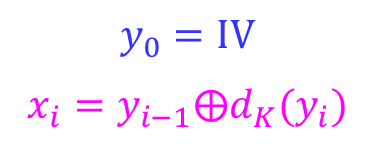 y₀ = IV
xᵢ = yᵢ₋₁⊕d_K(yᵢ)